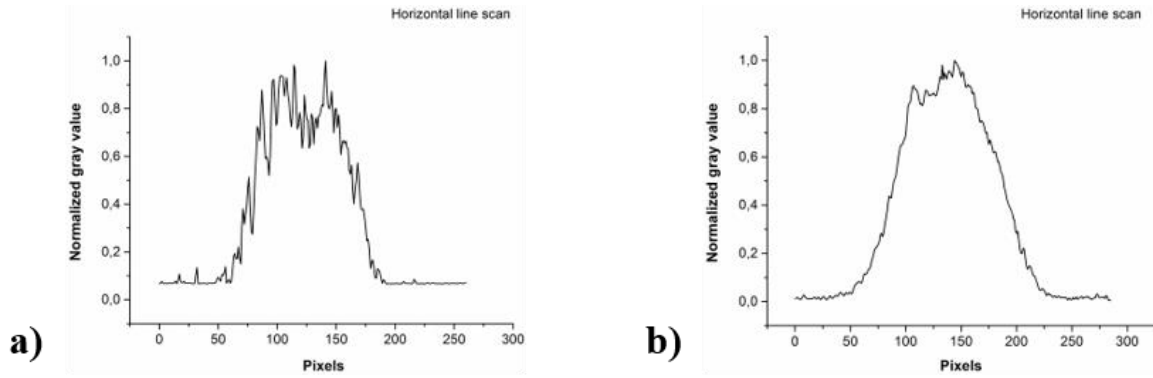 Horizontal line scan
1,0
0,8
0,6
0,4
0,2
0,0
Normalized gray value
0 50 100 150 200 250 300
Pixels
a)
Horizontal line scan
1,0
0,8
0,6
0,4
0,2
0,0
Normalized gray value
0 50 100 150 200 250 300
Pixels
b)